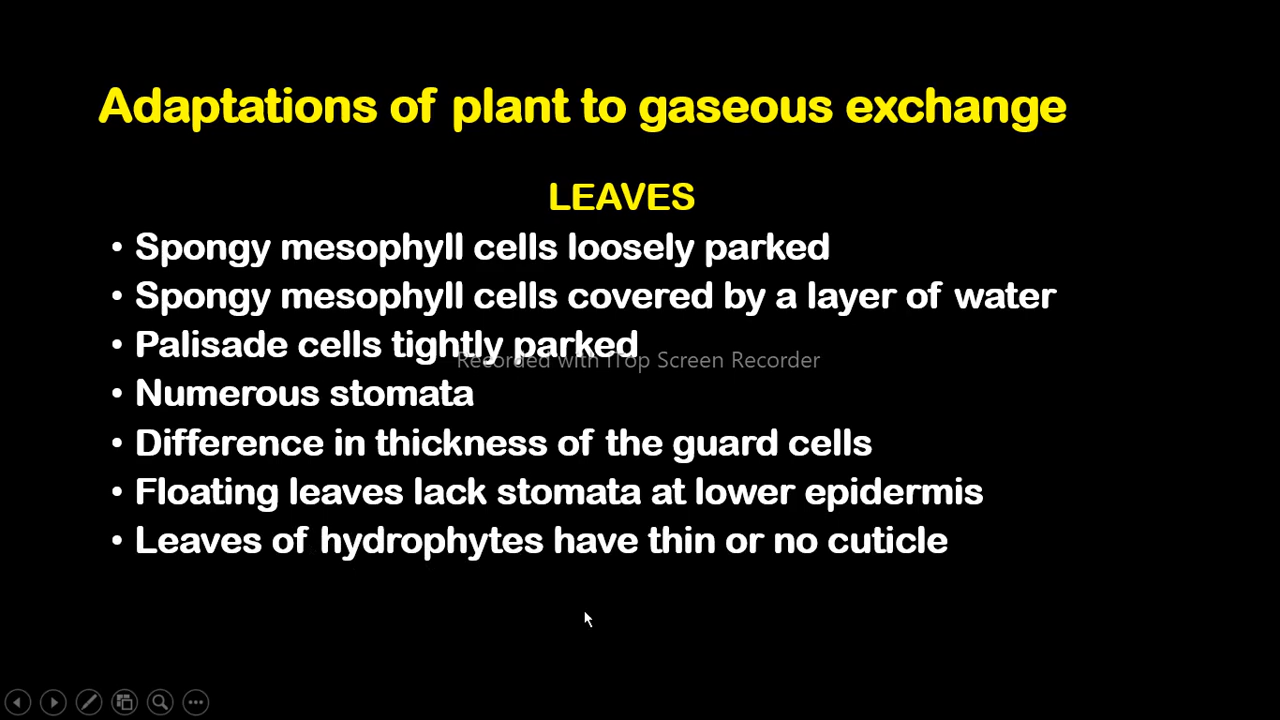 Adaptations of plant to gaseous exchange
LEAVES
• Spongy mesophyll cells loosely parked
• Spongy mesophyll cells covered by a layer of water
• Palisade cells tightly parked
Recorded with iTop Screen Recorder
• Numerous stomata
• Difference in thickness of the guard cells
• Floating leaves lack stomata at lower epidermis
• Leaves of hydrophytes have thin or no cuticle